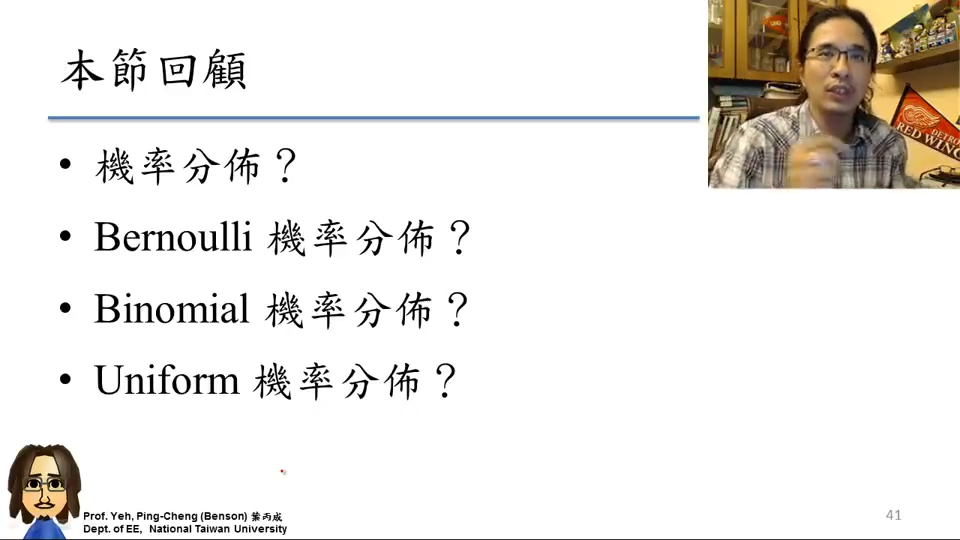 本節回顧
• 機率分佈？
• Bernoulli 機率分佈？
• Binomial 機率分佈？
• Uniform 機率分佈？
DETROIT
RED WING
Prof. Yeh, Ping-Cheng (Benson) 葉丙成
Dept. of EE, National Taiwan University
41